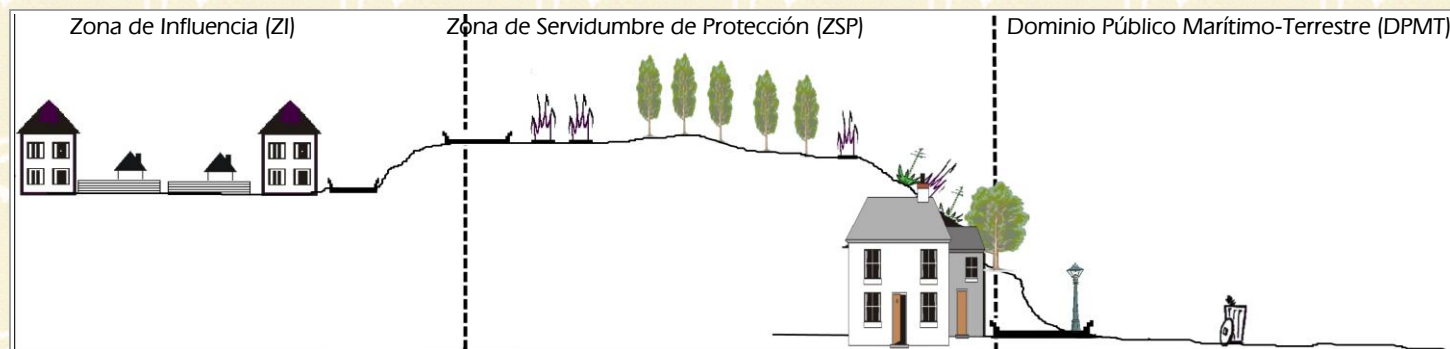 Zona de Influencia (ZI) Zona de Servidumbre de Protección (ZSP) Dominio Público Marítimo-Terrestre (DPMT)